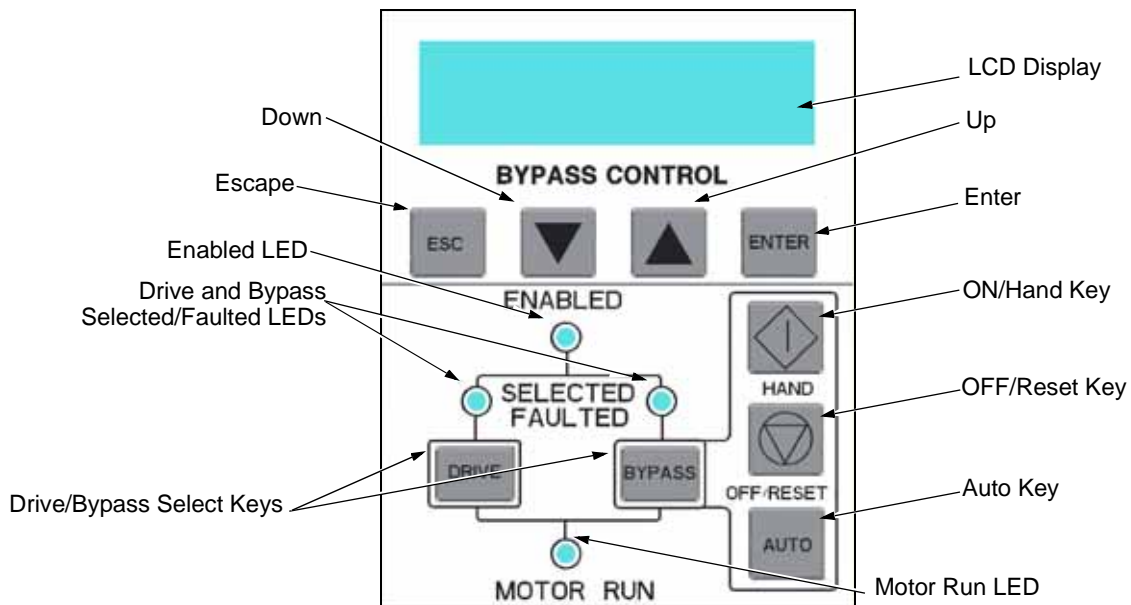 LCD Display
Down
Up
BYPASS CONTROL
Escape
Enter
ESC
ENTER
Enabled LED
ENABLED
Drive and Bypass
Selected/Faulted LEDs
ON/Hand Key
HAND
SELECTED
FAULTED
OFF/Reset Key
DRIVE
BYPASS
Drive/Bypass Select Keys
OFF/RESET
Auto Key
AUTO
MOTOR RUN
Motor Run LED